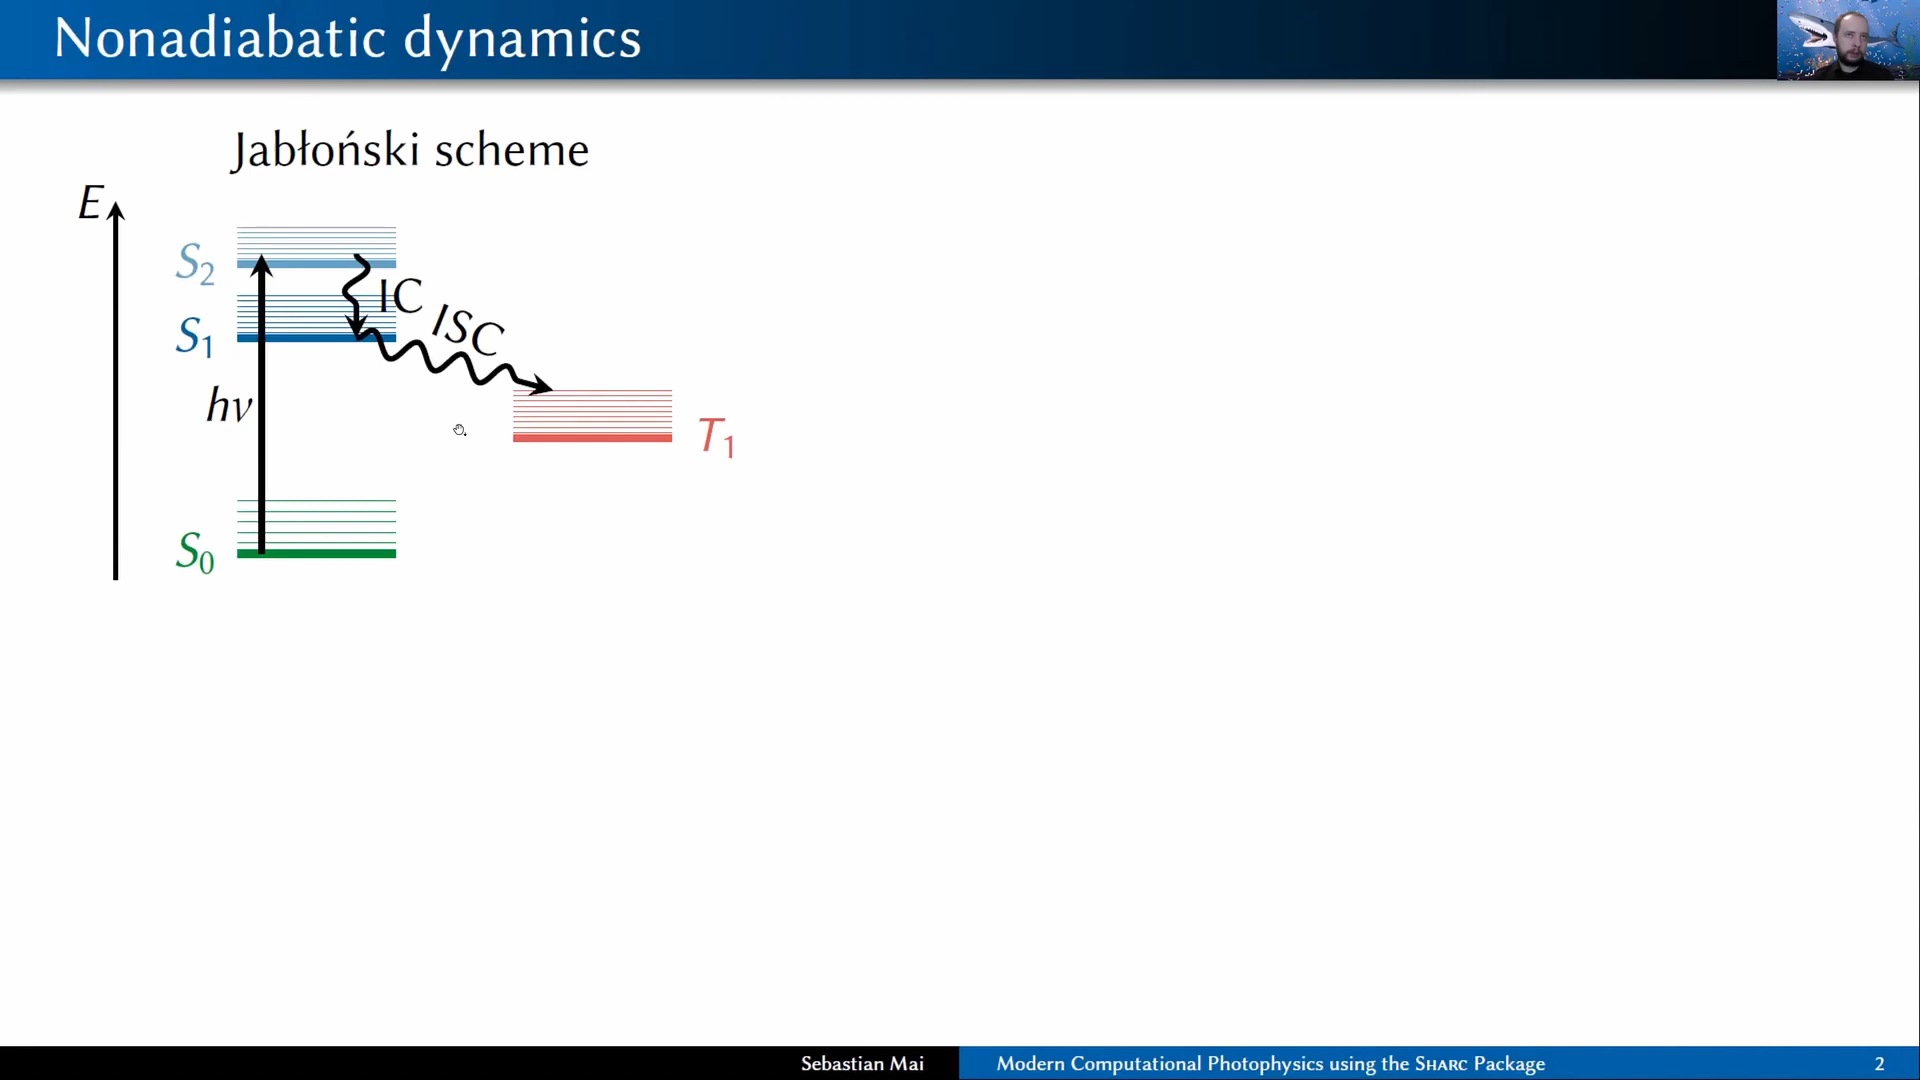 Nonadiabatic dynamics
Jabłoński scheme
E
S₂
IC
ISC
S₁
hν
T₁
S₀
Sebastian Mai
Modern Computational Photophysics using the SHARC Package
2